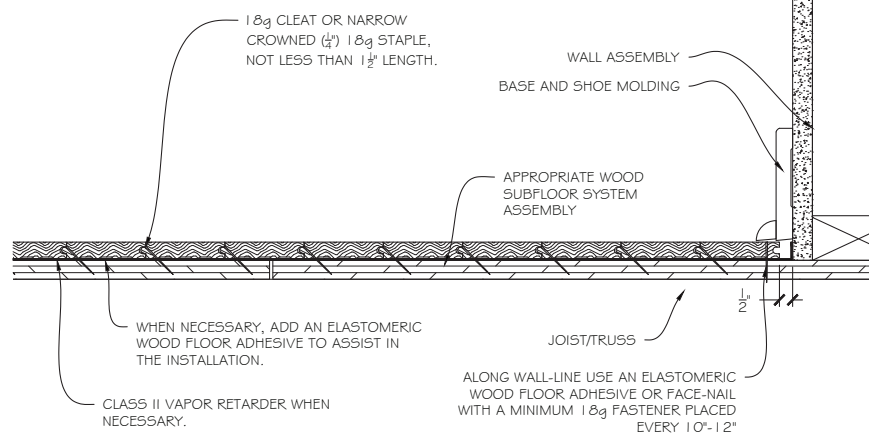 18g CLEAT OR NARROW
CROWNED (1/4") 18g STAPLE,
NOT LESS THAN 1 1/2" LENGTH.
WALL ASSEMBLY
BASE AND SHOE MOLDING
APPROPRIATE WOOD
SUBFLOOR SYSTEM
ASSEMBLY
1/2"
WHEN NECESSARY, ADD AN ELASTOMERIC
WOOD FLOOR ADHESIVE TO ASSIST IN
THE INSTALLATION.
JOIST/TRUSS
ALONG WALL-LINE USE AN ELASTOMERIC
WOOD FLOOR ADHESIVE OR FACE-NAIL
WITH A MINIMUM 18g FASTENER PLACED
EVERY 10"-12"
CLASS II VAPOR RETARDER WHEN
NECESSARY.